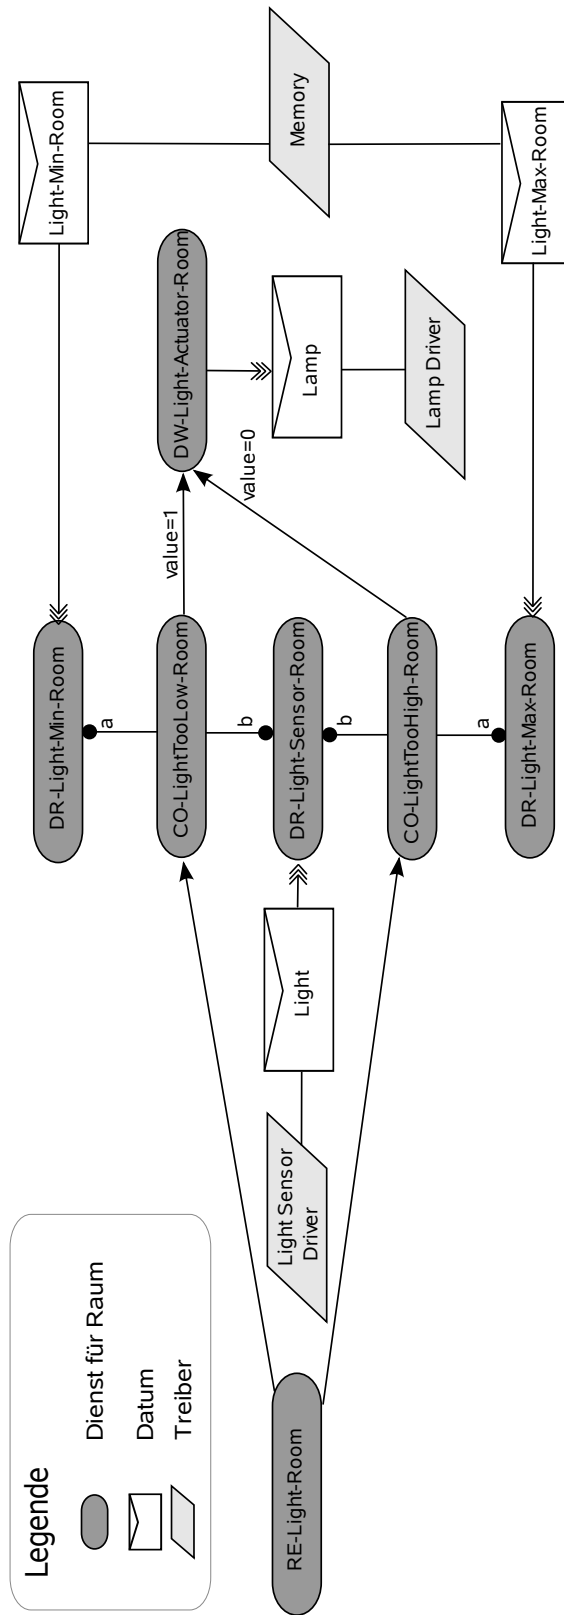 Legende
Dienst für Raum
Datum
Treiber
RE-Light-Room
Light Sensor
Driver
Light
DR-Light-Min-Room
a
CO-LightTooLow-Room
b
DR-Light-Sensor-Room
b
CO-LightTooHigh-Room
a
DR-Light-Max-Room
value=1
value=0
DW-Light-Actuator-Room
Lamp
Lamp Driver
Light-Min-Room
Memory
Light-Max-Room